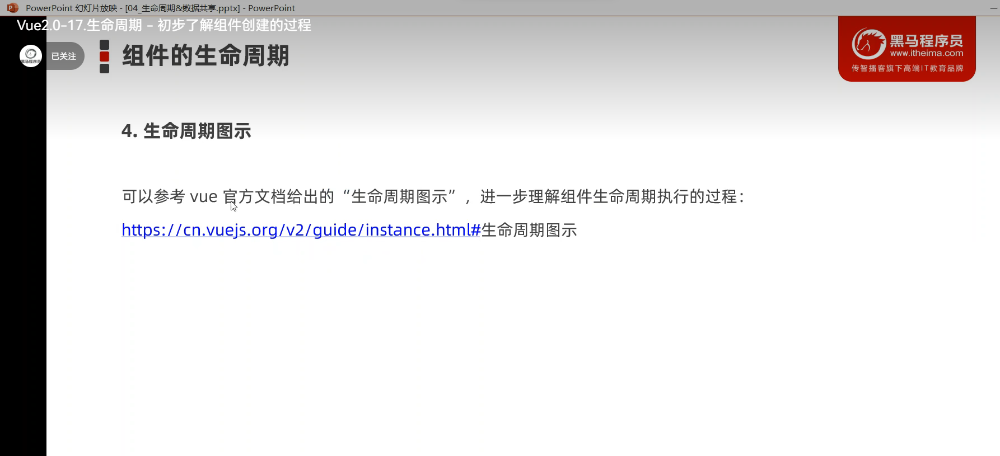 PowerPoint 幻灯片放映 - [04_生命周期&数据共享.pptx] - PowerPoint
Vue2.0-17.生命周期 - 初步了解组件创建的过程
已关注
组件的生命周期
黑马程序员
www.itheima.com
传智播客旗下高端IT教育品牌
4. 生命周期图示
可以参考 vue 官方文档给出的“生命周期图示”，进一步理解组件生命周期执行的过程：
https://cn.vuejs.org/v2/guide/instance.html#生命周期图示